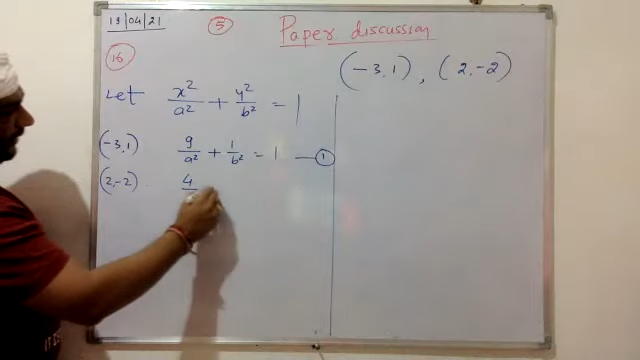 19/04/21
5
Paper discussion
16
(-3,1), (2,-2)
Let x²/a² + y²/b² = 1
(-3,1) 9/a² + 1/b² = 1 — 1
(2,-2) 4